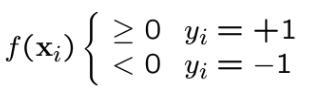 f(xᵢ) { ≥ 0 yᵢ = +1
< 0 yᵢ = −1